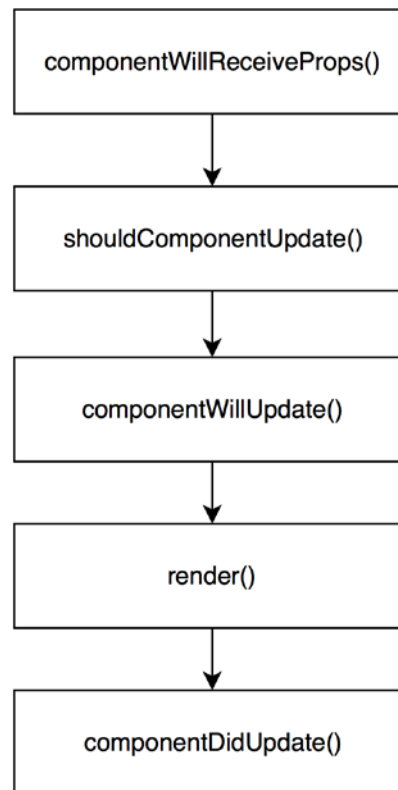 componentWillReceiveProps()
shouldComponentUpdate()
componentWillUpdate()
render()
componentDidUpdate()